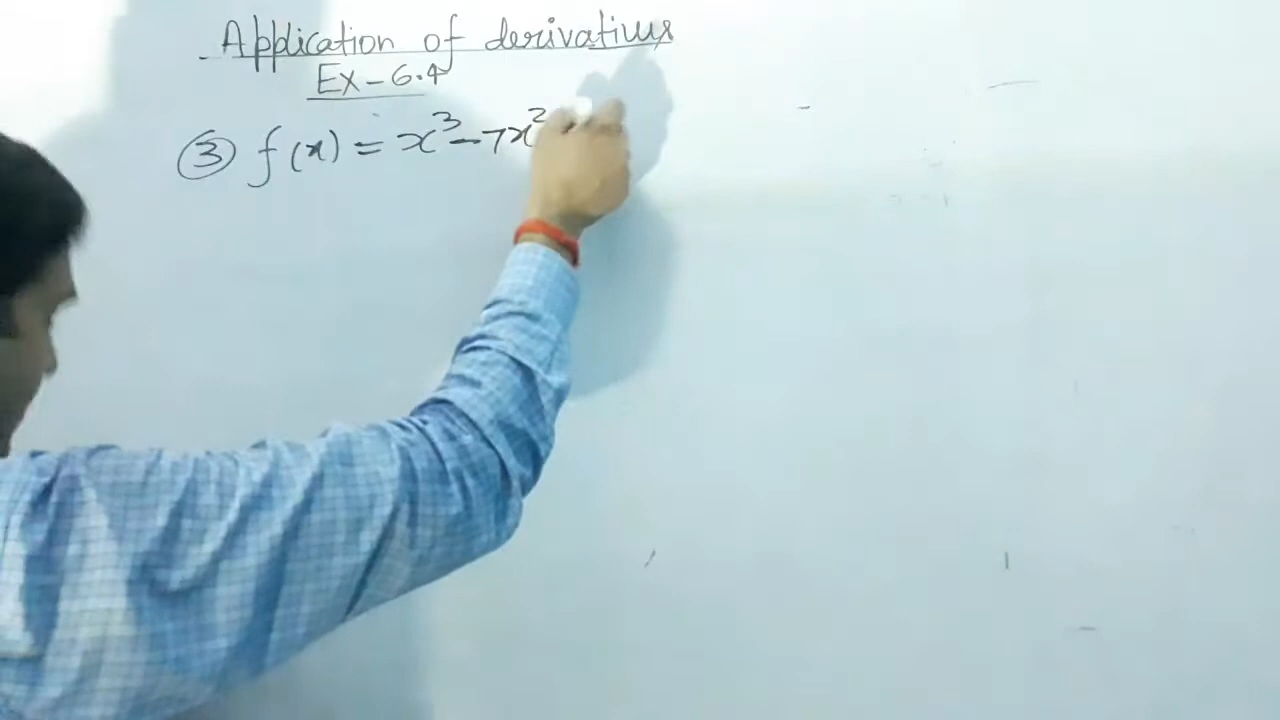 Application of derivatives
Ex-6.4
③ f(x) = x³-7x²